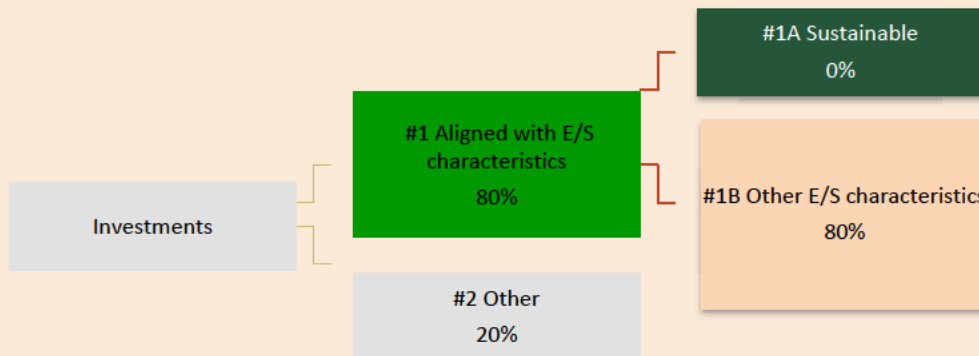 #1A Sustainable
0%
#1 Aligned with E/S
characteristics
80%
#1B Other E/S characteristics
80%
Investments
#2 Other
20%